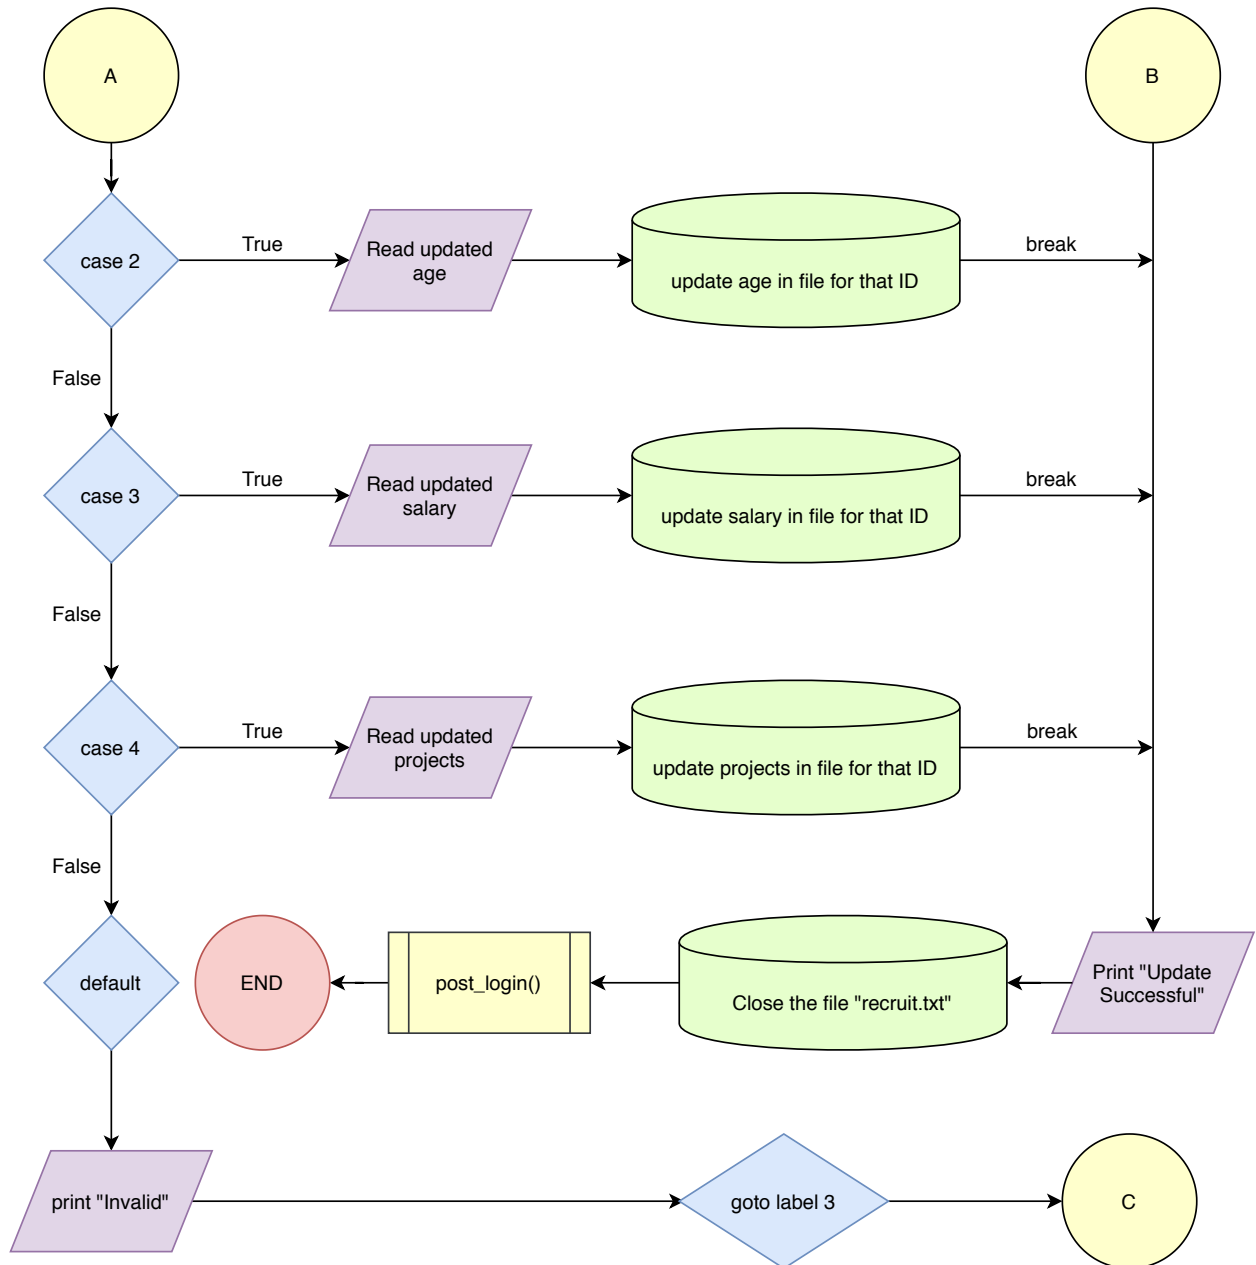 A
B
case 2
True
Read updated
age
update age in file for that ID
break
False
case 3
True
Read updated
salary
update salary in file for that ID
break
False
case 4
True
Read updated
projects
update projects in file for that ID
break
False
default
END
post_login()
Close the file "recruit.txt"
Print "Update
Successful"
print "Invalid"
goto label 3
C